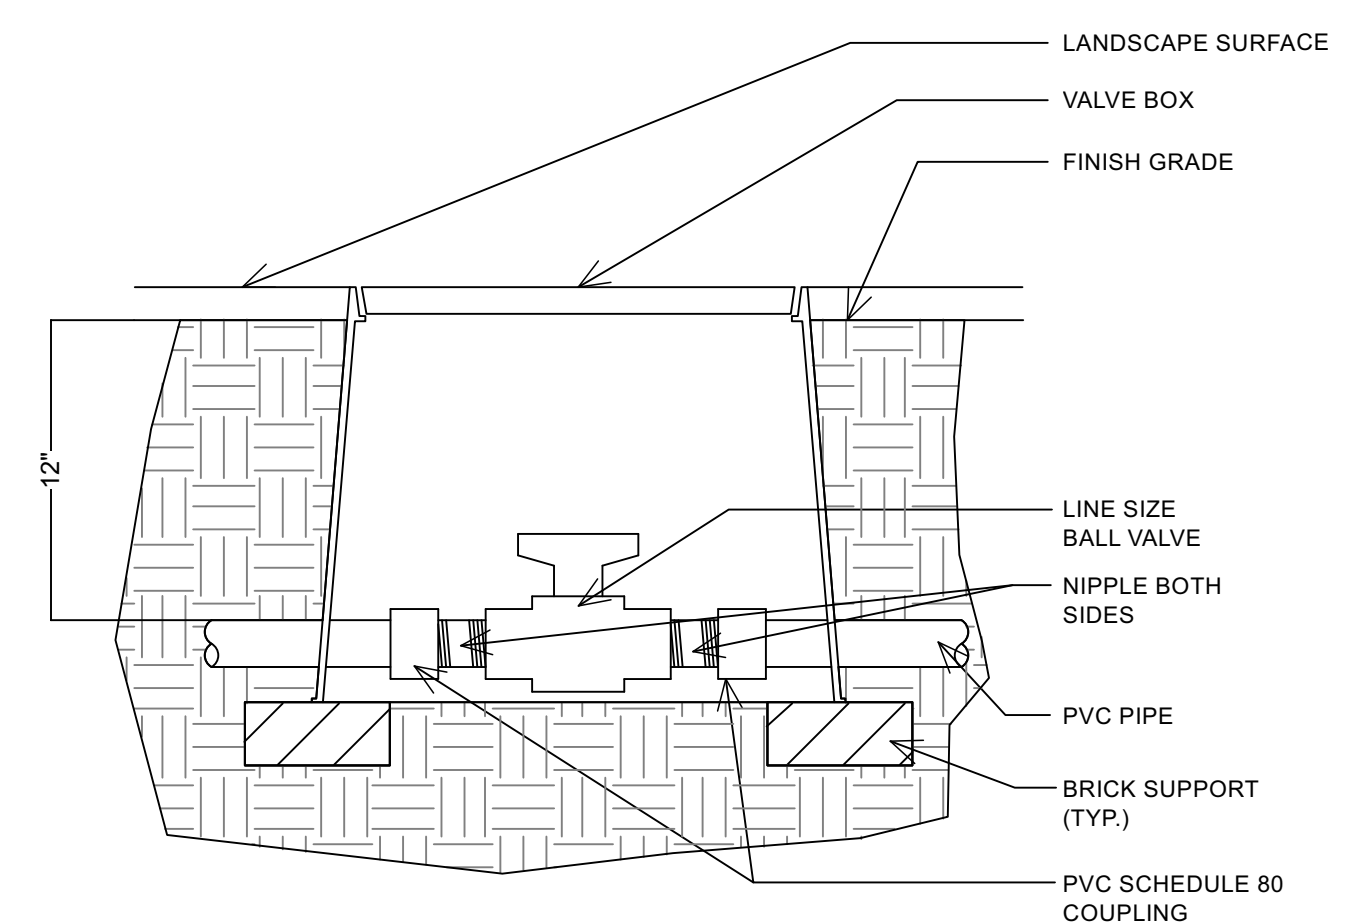 LANDSCAPE SURFACE
VALVE BOX
FINISH GRADE
12"
LINE SIZE
BALL VALVE
NIPPLE BOTH
SIDES
PVC PIPE
BRICK SUPPORT
(TYP.)
PVC SCHEDULE 80
COUPLING